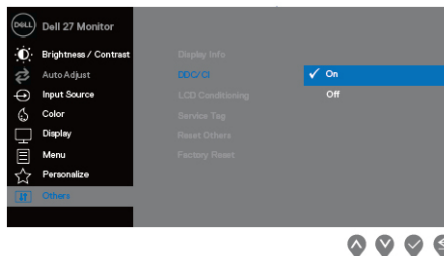 DELL Dell 27 Monitor
Brightness / Contrast
Display Info
Auto Adjust
DDC/CI
✓ On
Input Source
LCD Conditioning
Off
Color
Service Tag
Display
Reset Others
Menu
Factory Reset
Personalize
Others